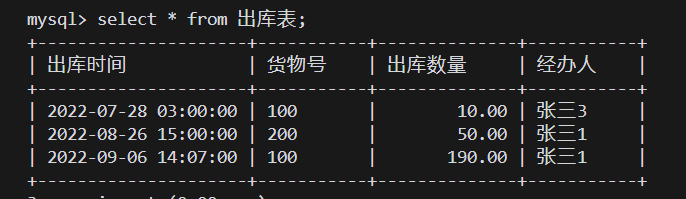 mysql> select * from 出库表;
+---------------------+-----------+--------------+-----------+
| 出库时间 | 货物号 | 出库数量 | 经办人 |
+---------------------+-----------+--------------+-----------+
| 2022-07-28 03:00:00 | 100 | 10.00 | 张三3 |
| 2022-08-26 15:00:00 | 200 | 50.00 | 张三1 |
| 2022-09-06 14:07:00 | 100 | 190.00 | 张三1 |
+---------------------+-----------+--------------+-----------+